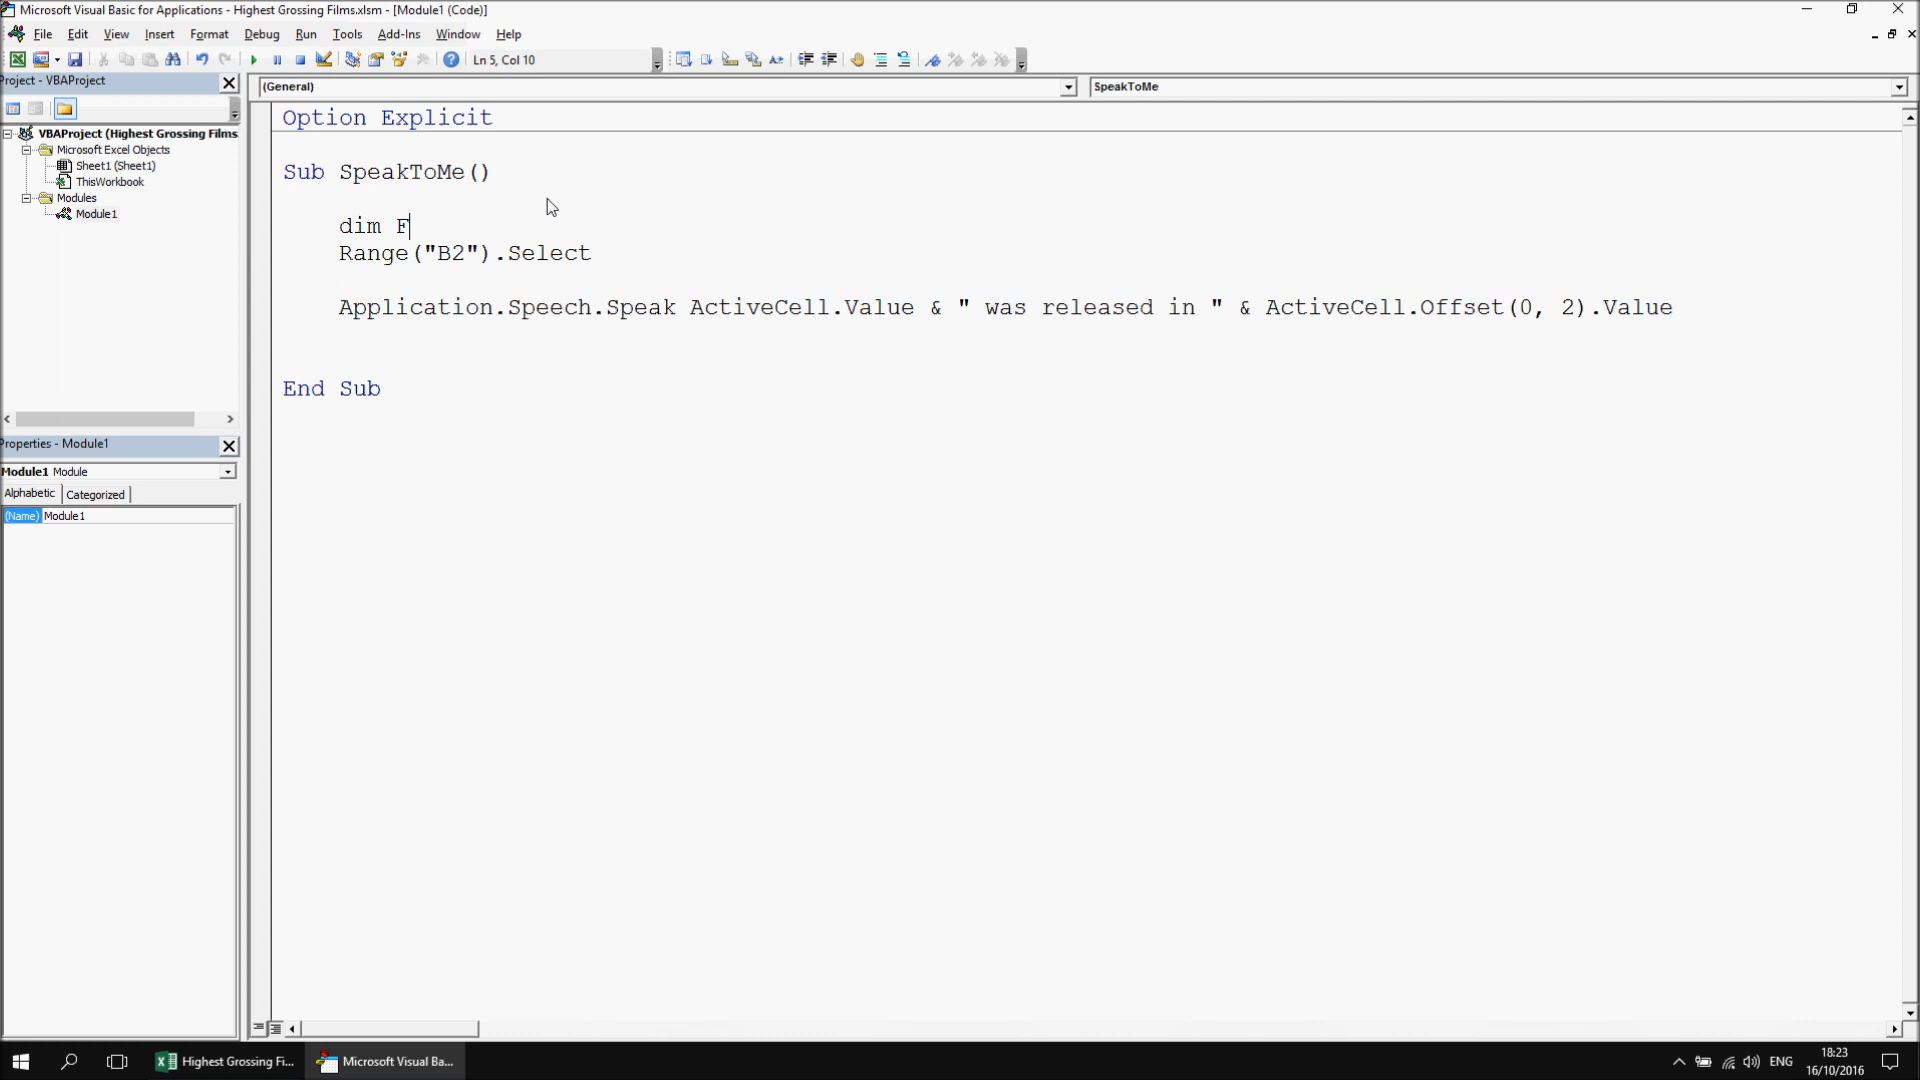 Microsoft Visual Basic for Applications - Highest Grossing Films.xlsm - [Module1 (Code)]
File Edit View Insert Format Debug Run Tools Add-Ins Window Help
Ln 5, Col 10
Project - VBAProject
(General)
SpeakToMe
VBAProject (Highest Grossing Films
Microsoft Excel Objects
Sheet1 (Sheet1)
ThisWorkbook
Modules
Module1
Option Explicit
Sub SpeakToMe()
dim F
Range("B2").Select
Application.Speech.Speak ActiveCell.Value & " was released in " & ActiveCell.Offset(0, 2).Value
End Sub
Properties - Module1
Module1 Module
Alphabetic Categorized
(Name) Module1
Highest Grossing Fi...
Microsoft Visual Ba...
ENG
18:23
16/10/2016